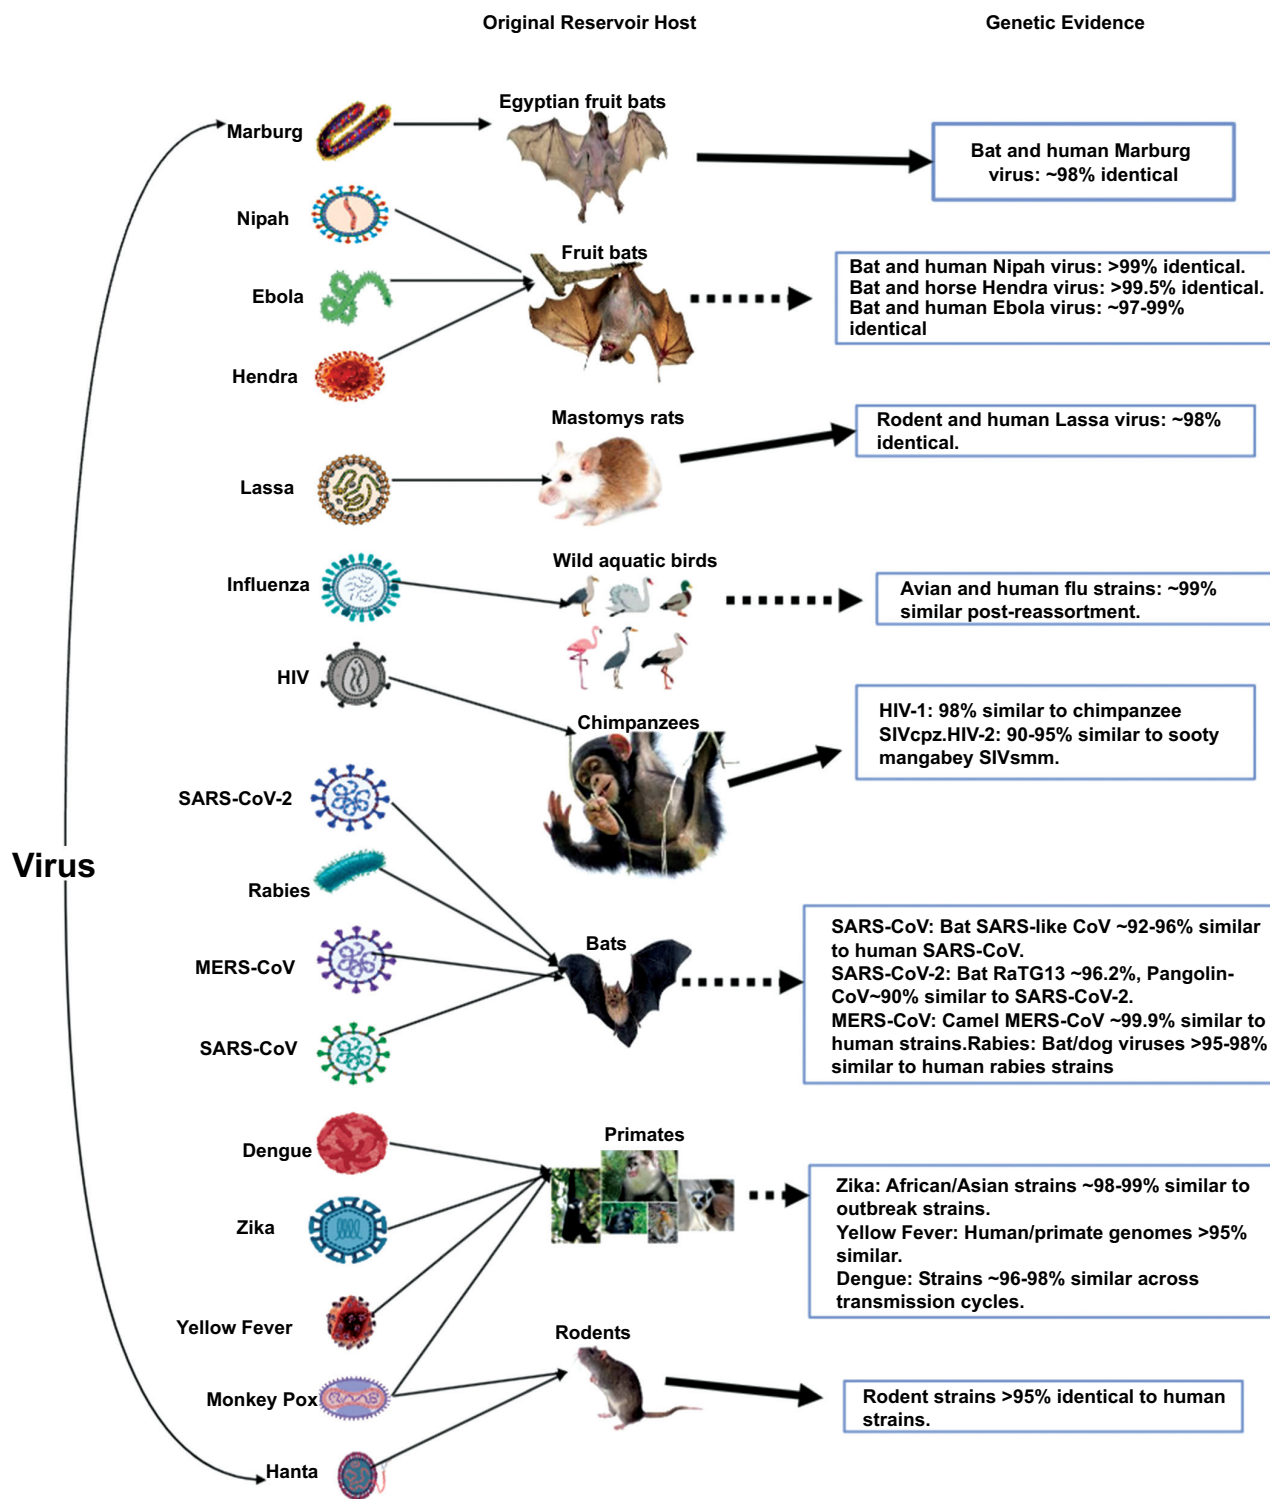 Original Reservoir Host
Genetic Evidence
Virus
Marburg
Egyptian fruit bats
Bat and human Marburg
virus: ~98% identical
Nipah
Ebola
Hendra
Fruit bats
Bat and human Nipah virus: >99% identical.
Bat and horse Hendra virus: >99.5% identical.
Bat and human Ebola virus: ~97-99%
identical
Lassa
Mastomys rats
Rodent and human Lassa virus: ~98%
identical.
Influenza
Wild aquatic birds
Avian and human flu strains: ~99%
similar post-reassortment.
HIV
Chimpanzees
HIV-1: 98% similar to chimpanzee
SIVcpz.HIV-2: 90-95% similar to sooty
mangabey SIVsmm.
SARS-CoV-2
Rabies
MERS-CoV
SARS-CoV
Bats
SARS-CoV: Bat SARS-like CoV ~92-96% similar
to human SARS-CoV.
SARS-CoV-2: Bat RaTG13 ~96.2%, Pangolin-
CoV~90% similar to SARS-CoV-2.
MERS-CoV: Camel MERS-CoV ~99.9% similar to
human strains.Rabies: Bat/dog viruses >95-98%
similar to human rabies strains
Dengue
Zika
Yellow Fever
Monkey Pox
Hanta
Primates
Zika: African/Asian strains ~98-99% similar to
outbreak strains.
Yellow Fever: Human/primate genomes >95%
similar.
Dengue: Strains ~96-98% similar across
transmission cycles.
Rodents
Rodent strains >95% identical to human
strains.